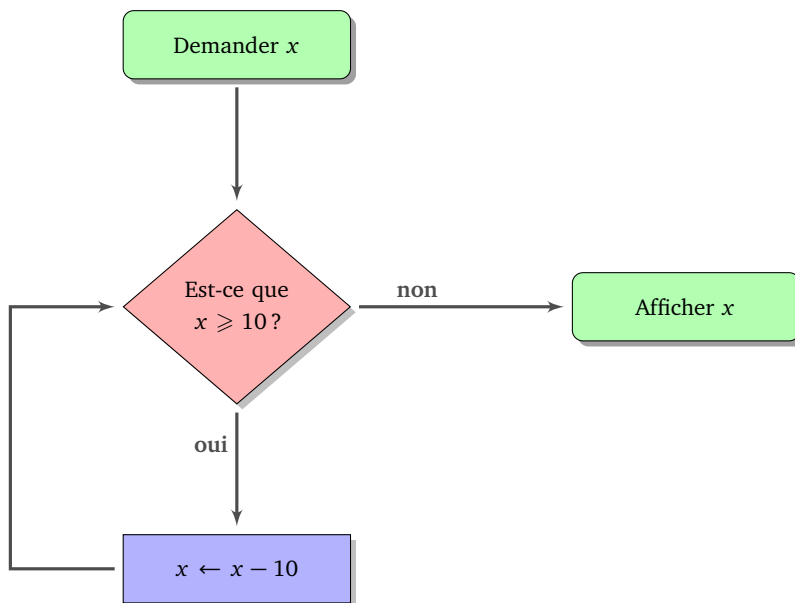 Demander x
Est-ce que
x ⩾ 10 ?
non
Afficher x
oui
x ← x − 10